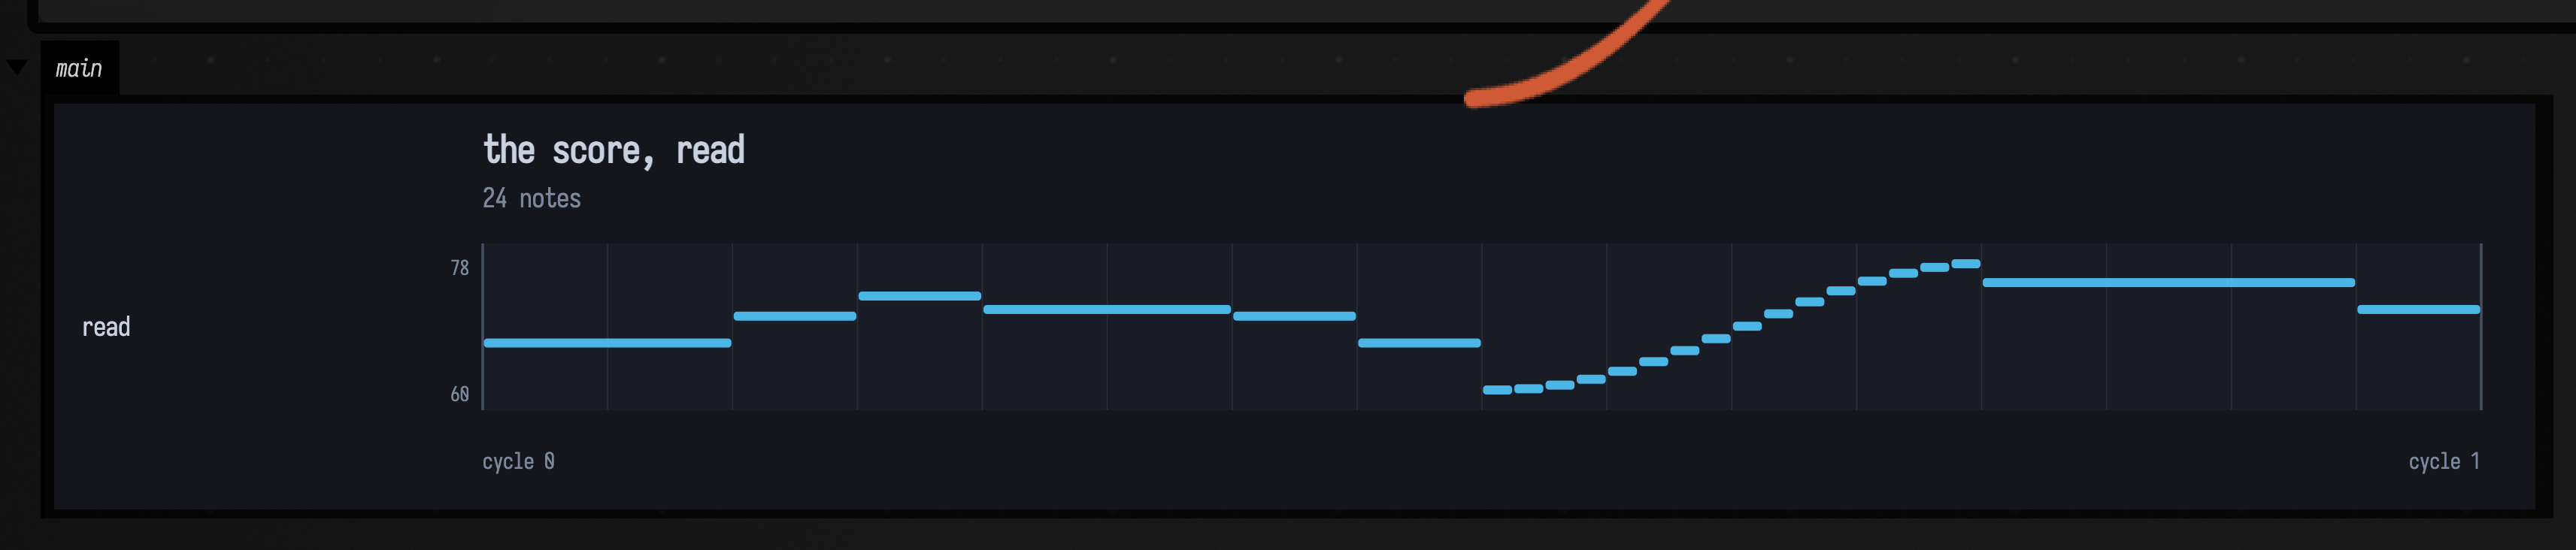 main
the score, read
24 notes
78
read
60
cycle 0
cycle 1